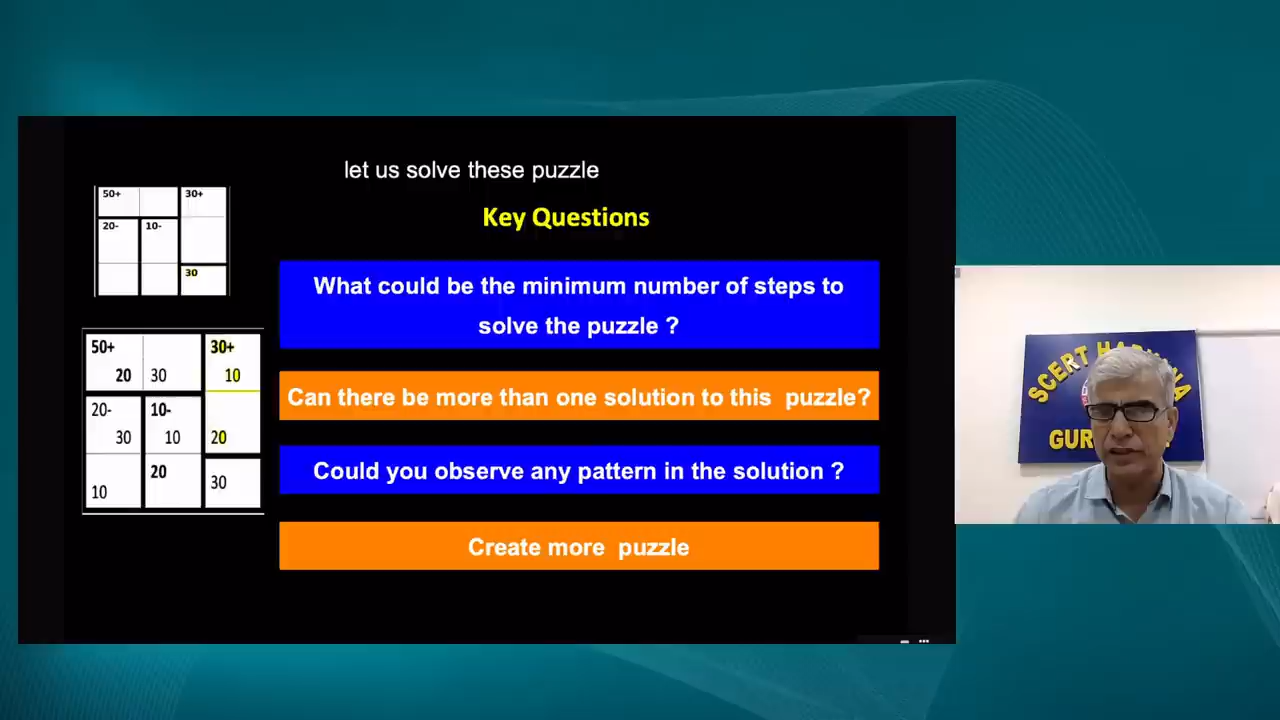 let us solve these puzzle
Key Questions
50+ 30+
20- 10-
30
What could be the minimum number of steps to
solve the puzzle ?
50+ 30+
20 30 10
Can there be more than one solution to this puzzle?
20- 10-
30 10 20
Could you observe any pattern in the solution ?
20
10 30
Create more puzzle
SCERT HAR
GUR